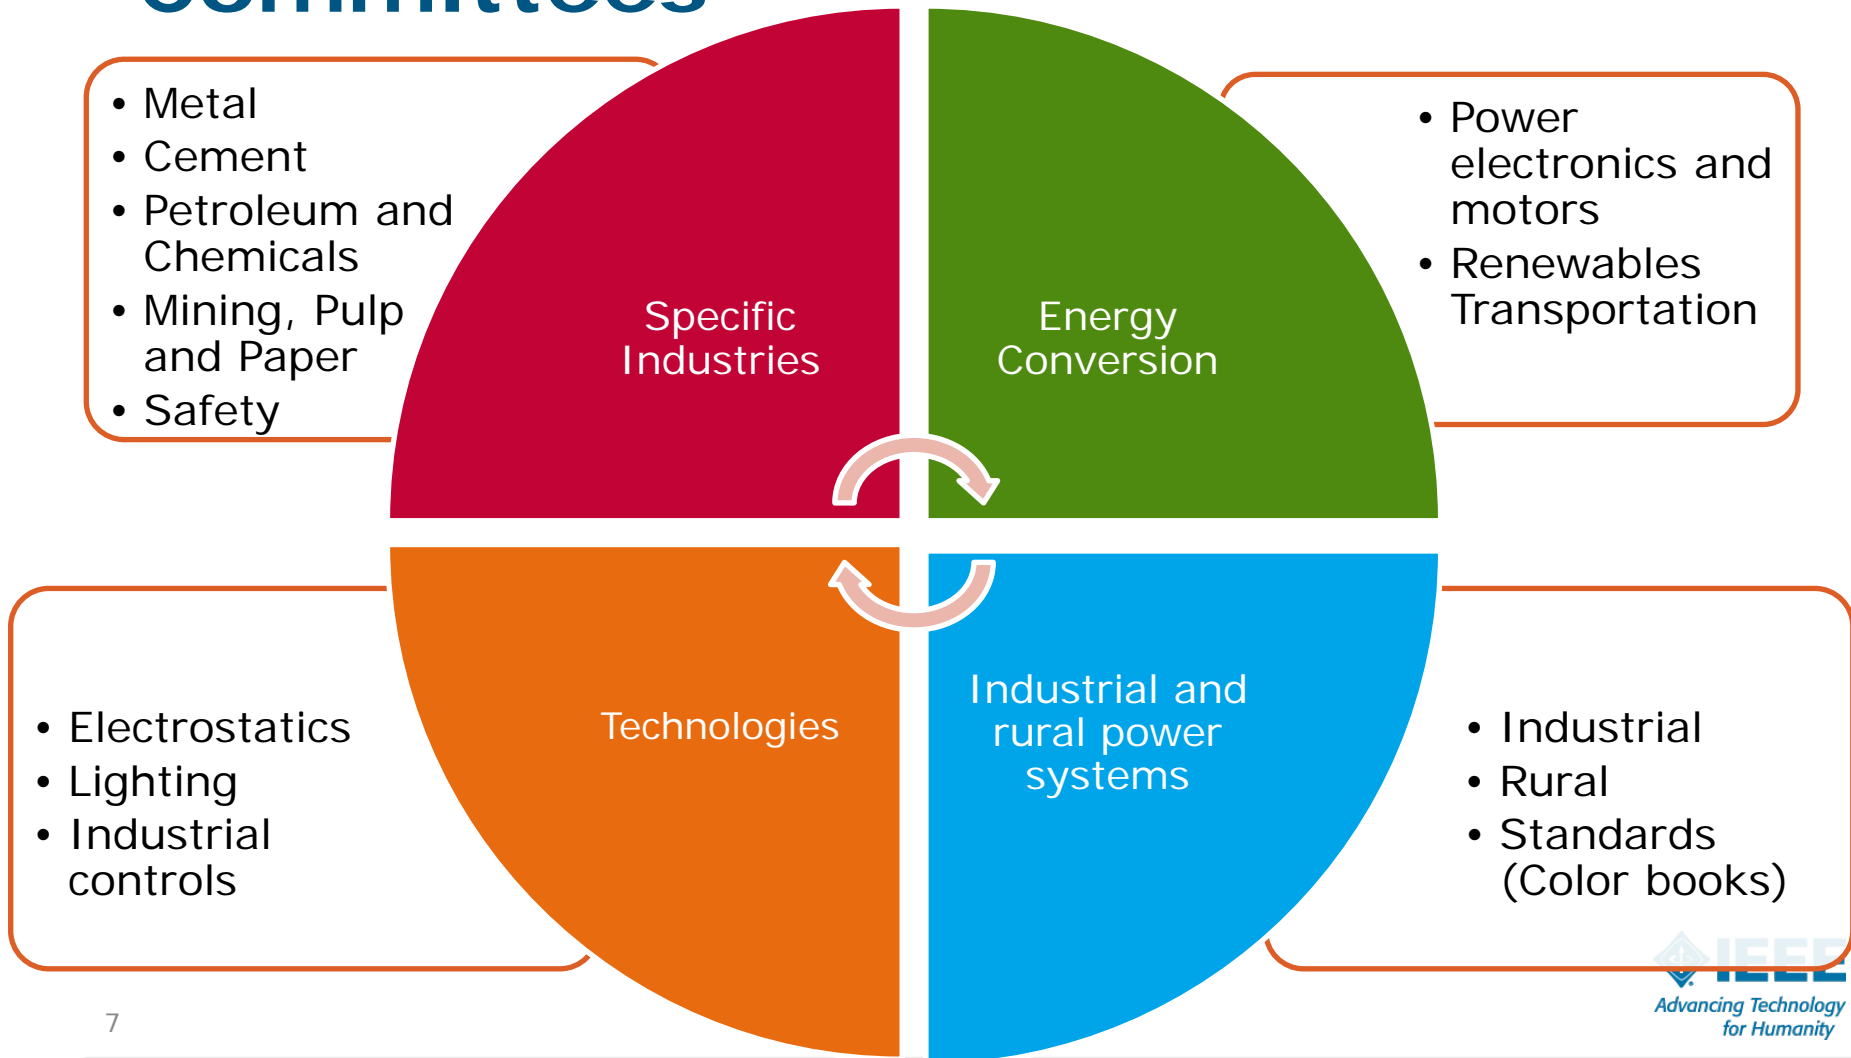 committees
• Metal
• Cement
• Petroleum and
Chemicals
• Mining, Pulp
and Paper
• Safety
Specific
Industries
Energy
Conversion
• Power
electronics and
motors
• Renewables
Transportation
• Electrostatics
• Lighting
• Industrial
controls
Technologies
Industrial and
rural power
systems
• Industrial
• Rural
• Standards
(Color books)
IEEE
Advancing Technology
for Humanity
7